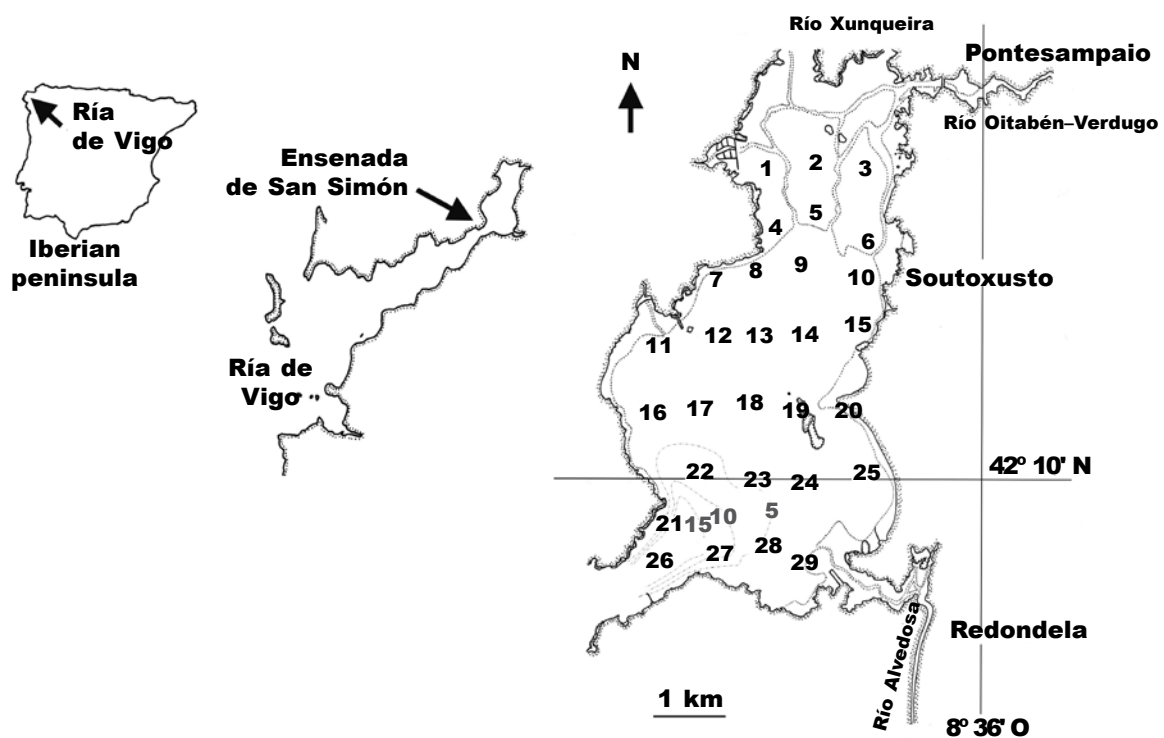 Ría
de Vigo
Iberian
peninsula
Ensenada
de San Simón
Ría de
Vigo
N
Río Xunqueira
Pontesampaio
Río Oitabén–Verdugo
1
2
3
4
5
6
7
8
9
10
Soutoxusto
11
12
13
14
15
16
17
18
19
20
22
23
24
25
42º 10' N
21
15
10
5
26
27
28
29
Redondela
Río Alvedosa
1 km
8º 36' O